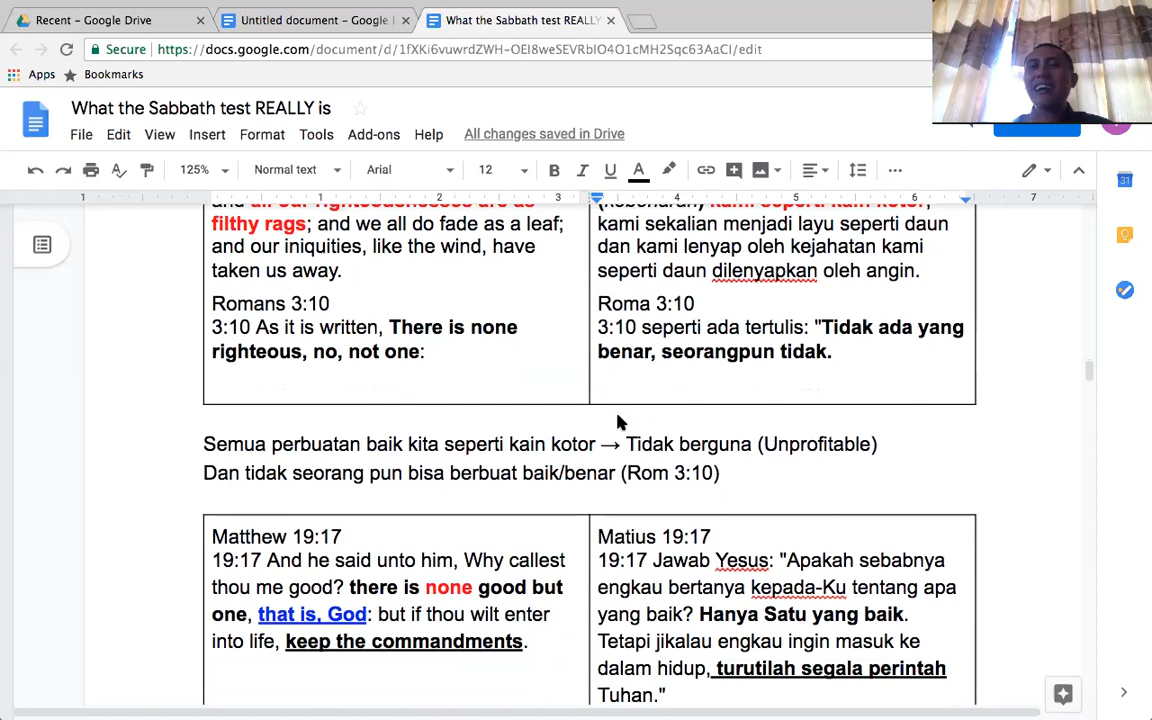 Recent – Google Drive
Untitled document - Google
What the Sabbath test REALLY
Secure
https://docs.google.com/document/d/1fXKi6vuwrdZWH-OEI8weSEVRbIO4O1cMH2Sqc63AaCI/edit
Apps
Bookmarks
What the Sabbath test REALLY is
File Edit View Insert Format Tools Add-ons Help All changes saved in Drive
125% Normal text Arial 12 B I U A
1 1 2 3 4 5 6 7
31
filthy rags; and we all do fade as a leaf;
and our iniquities, like the wind, have
taken us away.
Romans 3:10
3:10 As it is written, There is none
righteous, no, not one:
kami sekalian menjadi layu seperti daun
dan kami lenyap oleh kejahatan kami
seperti daun dilenyapkan oleh angin.
Roma 3:10
3:10 seperti ada tertulis: "Tidak ada yang
benar, seorangpun tidak.
Semua perbuatan baik kita seperti kain kotor → Tidak berguna (Unprofitable)
Dan tidak seorang pun bisa berbuat baik/benar (Rom 3:10)
Matthew 19:17
19:17 And he said unto him, Why callest
thou me good? there is none good but
one, that is, God: but if thou wilt enter
into life, keep the commandments.
Matius 19:17
19:17 Jawab Yesus: "Apakah sebabnya
engkau bertanya kepada-Ku tentang apa
yang baik? Hanya Satu yang baik.
Tetapi jikalau engkau ingin masuk ke
dalam hidup, turutilah segala perintah
Tuhan."